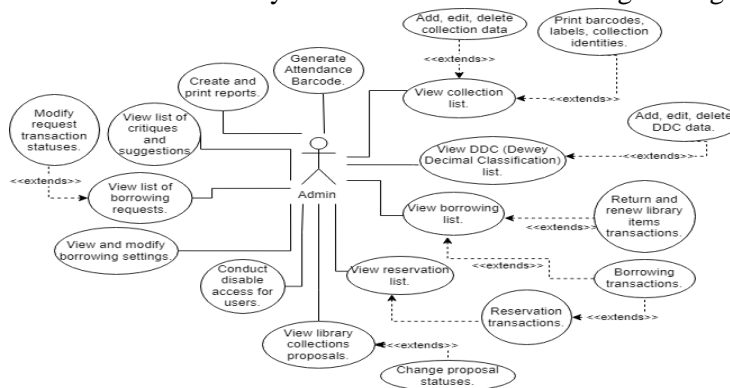 Add, edit, delete
collection data
Print barcodes,
labels, collection
identities.
<<extends>>
<<extends>>
Generate
Attendance
Barcode.
Create and
print reports.
View collection
list.
Modify
request
transaction
statuses.
View list of
critiques and
suggestions
Add, edit, delete
DDC data.
View DDC (Dewey
Decimal Classification)
list.
<<extends>>
<<extends>>
View list of
borrowing
requests.
Admin
View borrowing
list.
Return and
renew library
items
transactions.
<<extends>>
View and modify
borrowing settings.
Conduct
disable
access for
users.
View reservation
list.
<<extends>>
Borrowing
transactions.
Reservation
transactions.
<<extends>>
View library
collections
proposals.
<<extends>>
Change proposal
statuses.